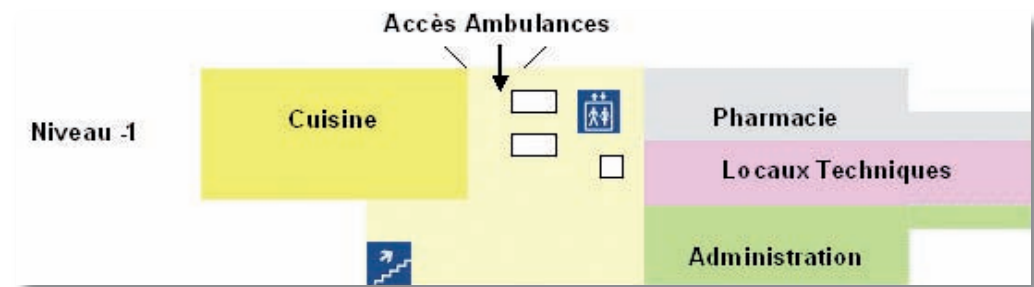 Accès Ambulances
Niveau -1
Cuisine
Pharmacie
Locaux Techniques
Administration